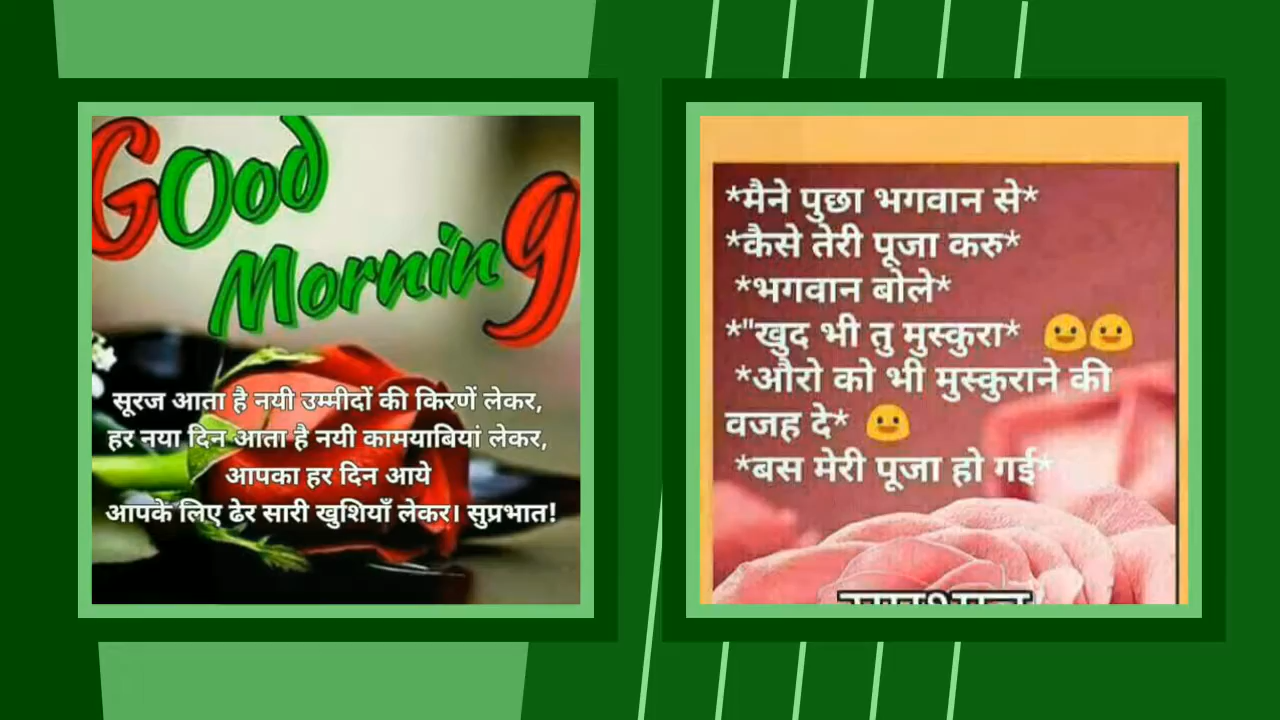 GOod
MorninG
सूरज आता है नयी उम्मीदों की किरणें लेकर,
हर नया दिन आता है नयी कामयाबियां लेकर,
आपका हर दिन आये
आपके लिए ढेर सारी खुशियाँ लेकर। सुप्रभात!
*मैने पुछा भगवान से*
*कैसे तेरी पूजा करु*
*भगवान बोले*
*"खुद भी तु मुस्कुरा* 😃😃
*औरो को भी मुस्कुराने की
वजह दे* 😃
*बस मेरी पूजा हो गई*